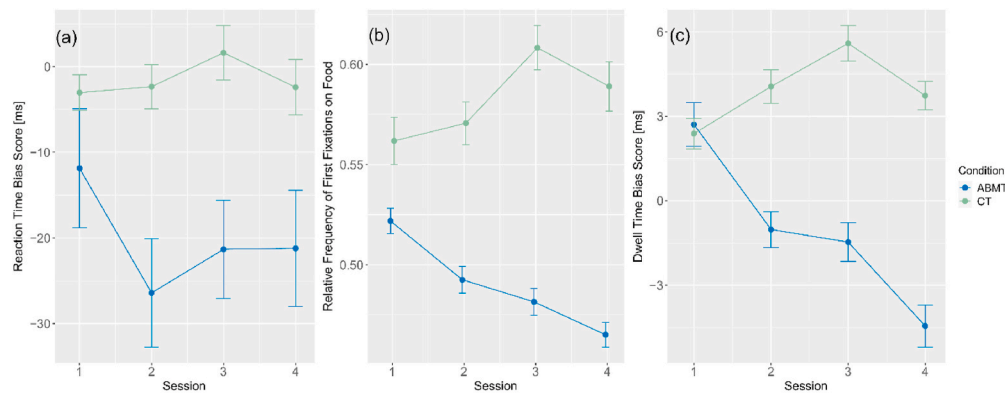 (a)
Reaction Time Bias Score [ms]
0
−10
−20
−30
1 2 3 4
Session
(b)
Relative Frequency of First Fixations on Food
0.60
0.55
0.50
1 2 3 4
Session
(c)
Dwell Time Bias Score [ms]
6
3
0
−3
1 2 3 4
Session
Condition
ABMT
CT